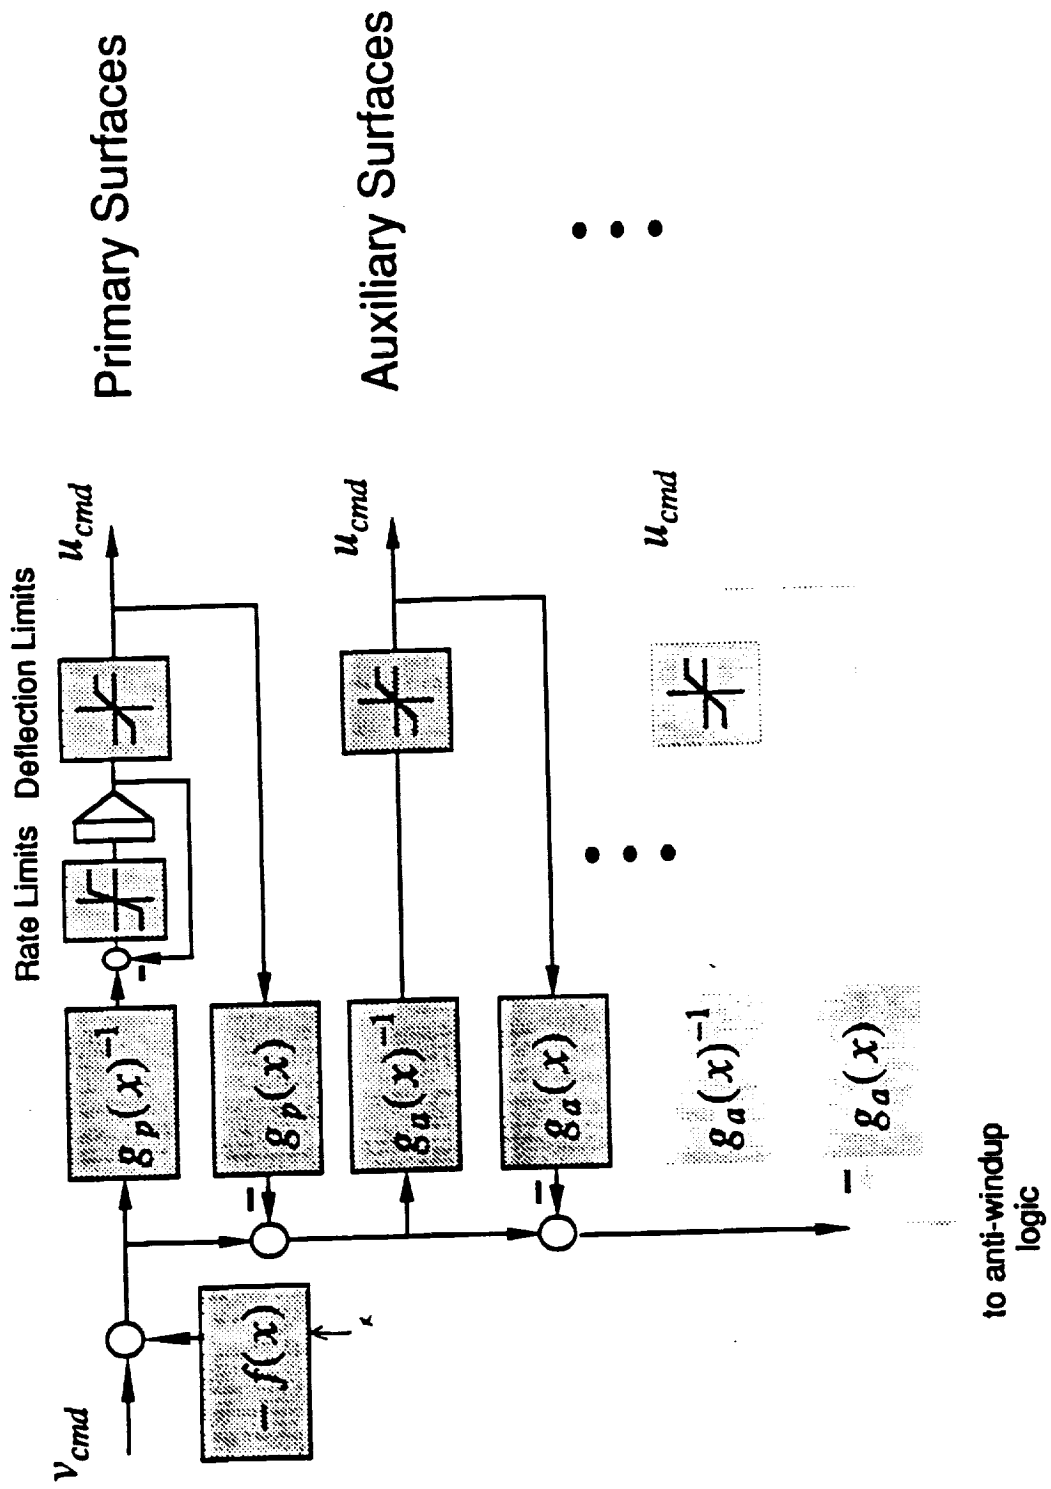 Rate Limits Deflection Limits
v_cmd
g_p(x)^{-1}
−
u_cmd
Primary Surfaces
− f(x)
x
−
g_p(x)
g_a(x)^{-1}
u_cmd
Auxiliary Surfaces
−
g_a(x)
g_a(x)^{-1}
u_cmd
−
g_a(x)
to anti-windup
logic